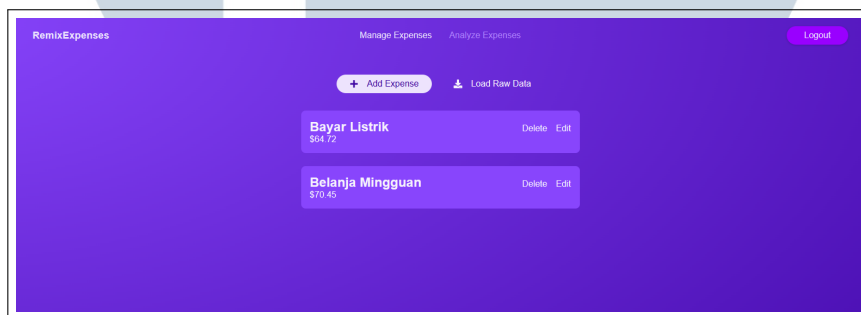 RemixExpenses Manage Expenses Analyze Expenses Logout
+ Add Expense Load Raw Data
Bayar Listrik Delete Edit
$64.72
Belanja Mingguan Delete Edit
$70.45